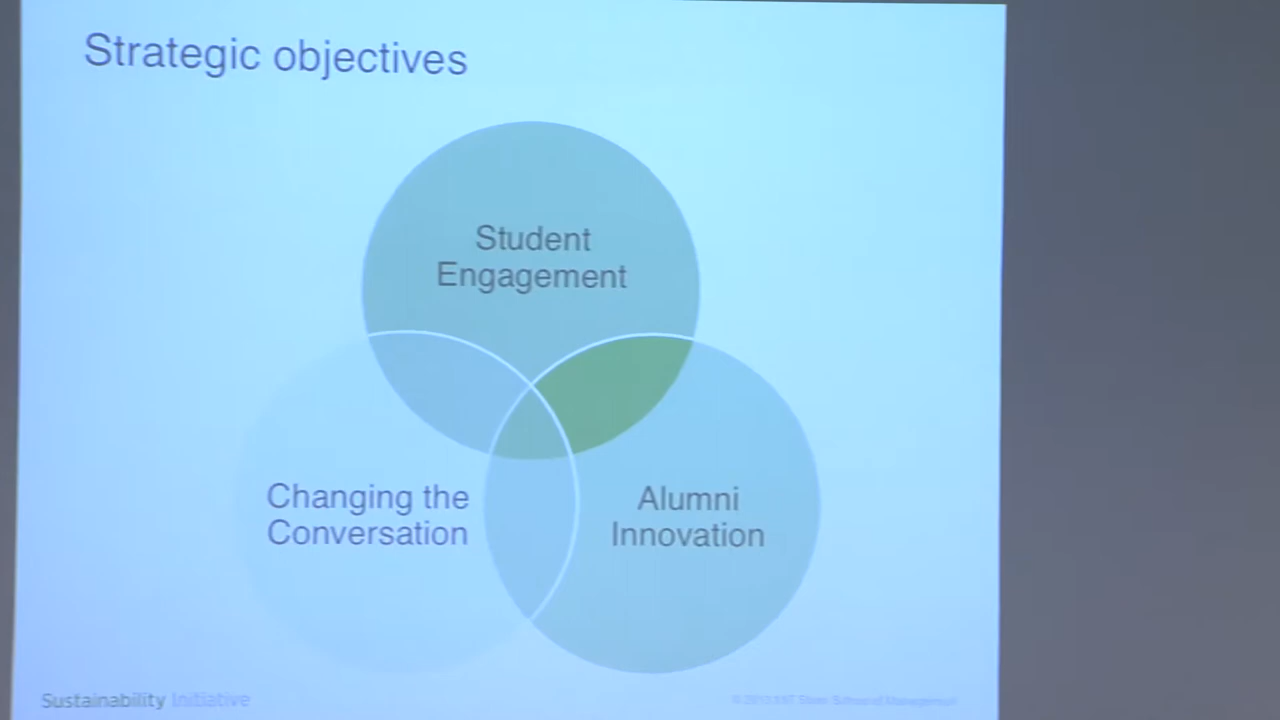 Strategic objectives
Student
Engagement
Changing the
Conversation
Alumni
Innovation
Sustainability Initiative